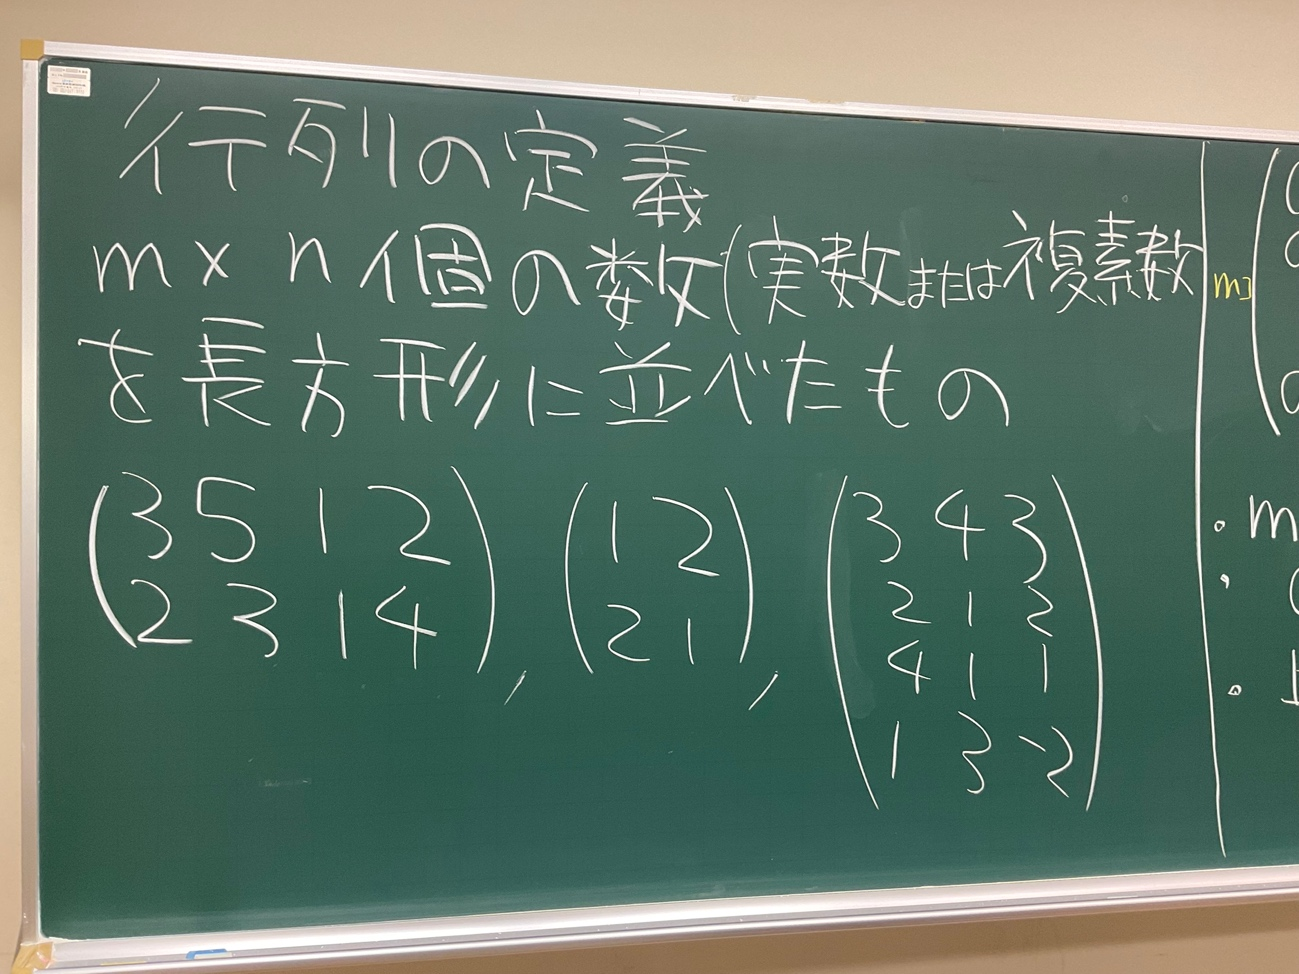 行列の定義
m×n個の数(実数または複素数
を長方形に並べたもの
(3 5 1 2
2 3 1 4), (1 2
2 1), (3 4 3
2 1 2
4 1 1
1 3 -2)
m
・m